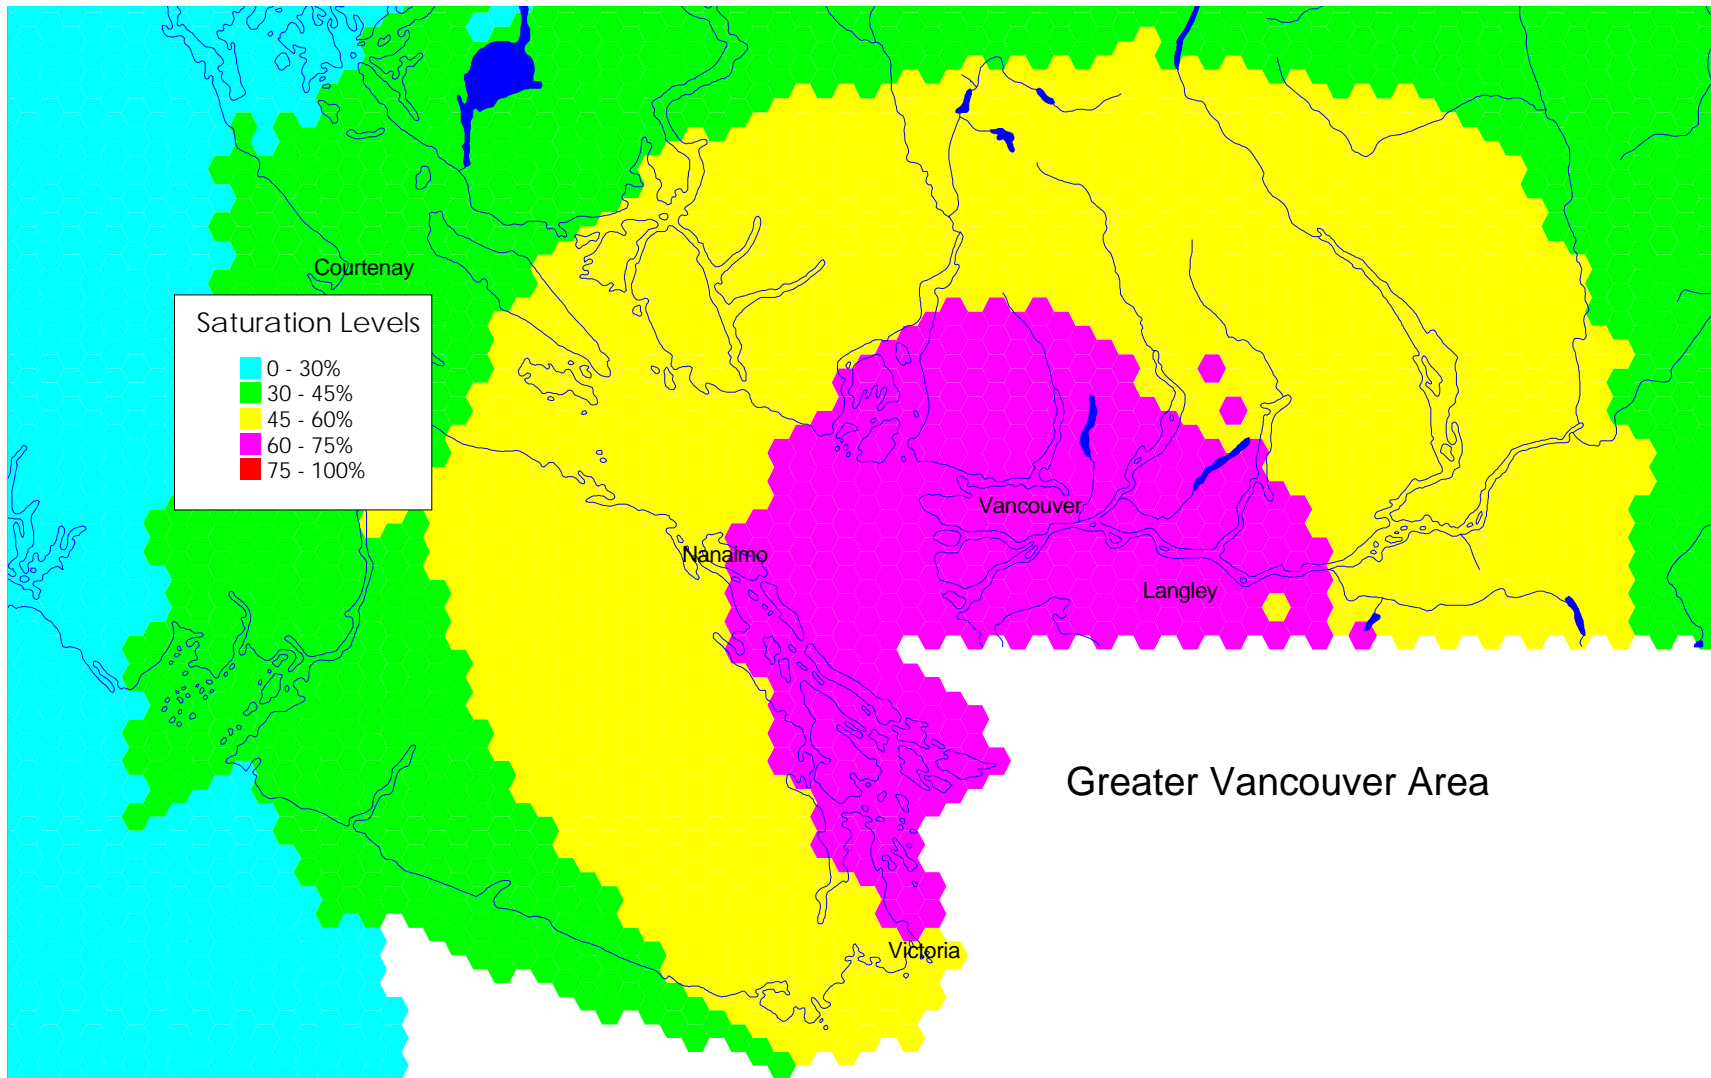 Courtenay
Saturation Levels
0 - 30%
30 - 45%
45 - 60%
60 - 75%
75 - 100%
Vancouver
Nanaimo
Langley
Greater Vancouver Area
Victoria